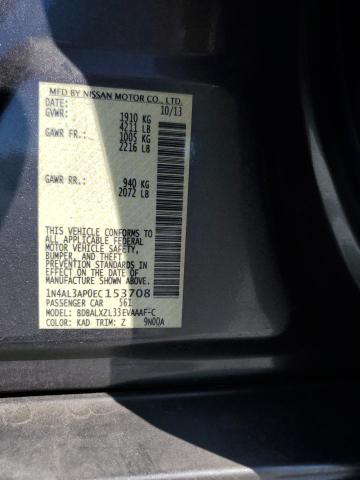 MFD BY NISSAN MOTOR CO., LTD.
DATE: 10/13
GVWR: 1910 KG
4211 LB
GAWR FR.: 1005 KG
2216 LB
GAWR RR.: 940 KG
2072 LB
THIS VEHICLE CONFORMS TO ALL
APPLICABLE U.S. FEDERAL MOTOR
VEHICLE SAFETY,
BUMPER, AND THEFT
PREVENTION STANDARDS IN
EFFECT ON THE DATE OF
MANUFACTURE SHOWN ABOVE.
1N4AL3AP0EC153708
PASSENGER CAR 561
MODEL: BDBALXZL33EVAAAF-C
COLOR: KAD TRIM: Z 9N00A